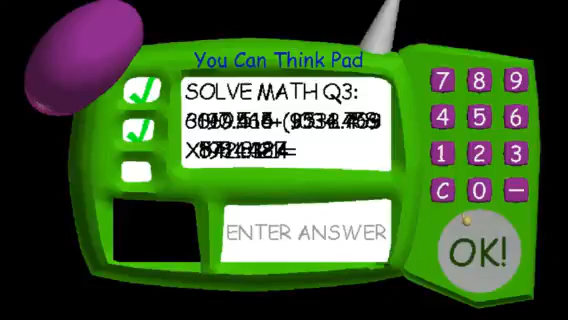 You Can Think Pad
SOLVE MATH Q3:
ENTER ANSWER
7 8 9
4 5 6
1 2 3
C 0 -
OK!